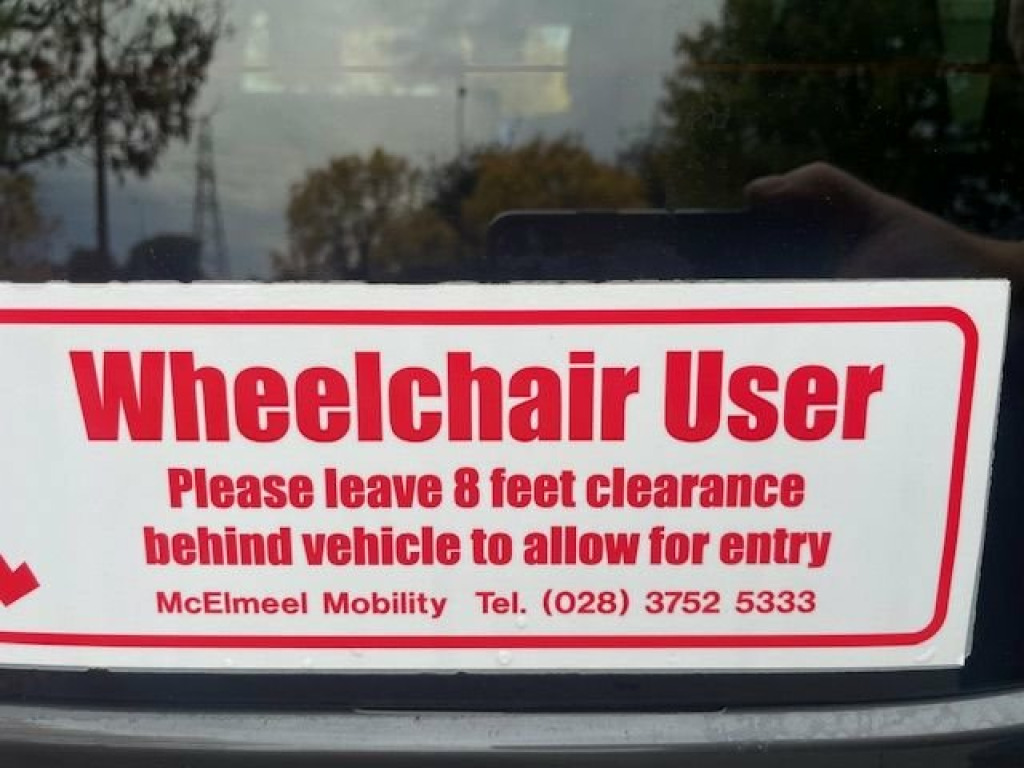 Wheelchair User
Please leave 8 feet clearance
behind vehicle to allow for entry
McElmeel Mobility Tel. (028) 3752 5333